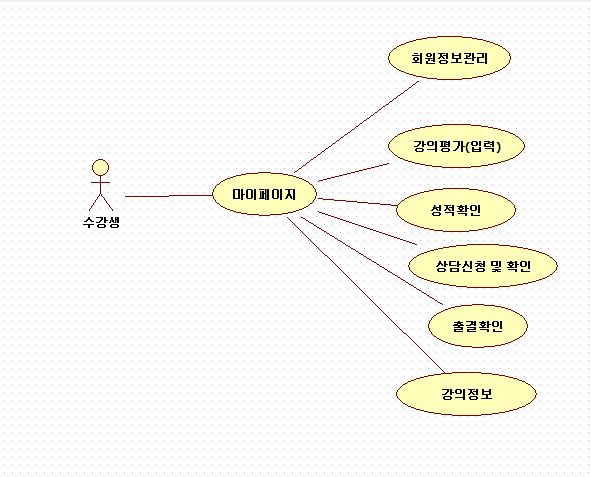 회원정보관리
강의평가(입력)
마이페이지
성적확인
수강생
상담신청 및 확인
출결확인
강의정보